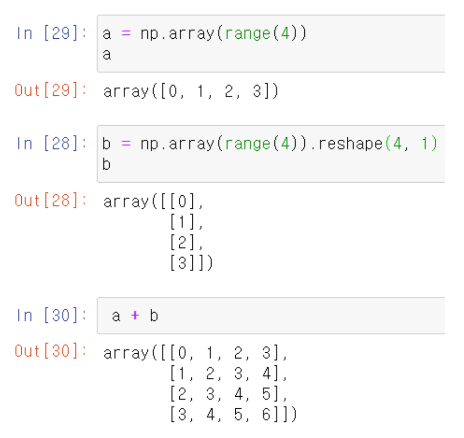 In [29]: a = np.array(range(4))
a
Out[29]: array([0, 1, 2, 3])
In [28]: b = np.array(range(4)).reshape(4, 1)
b
Out[28]: array([[0],
[1],
[2],
[3]])
In [30]: a + b
Out[30]: array([[0, 1, 2, 3],
[1, 2, 3, 4],
[2, 3, 4, 5],
[3, 4, 5, 6]])